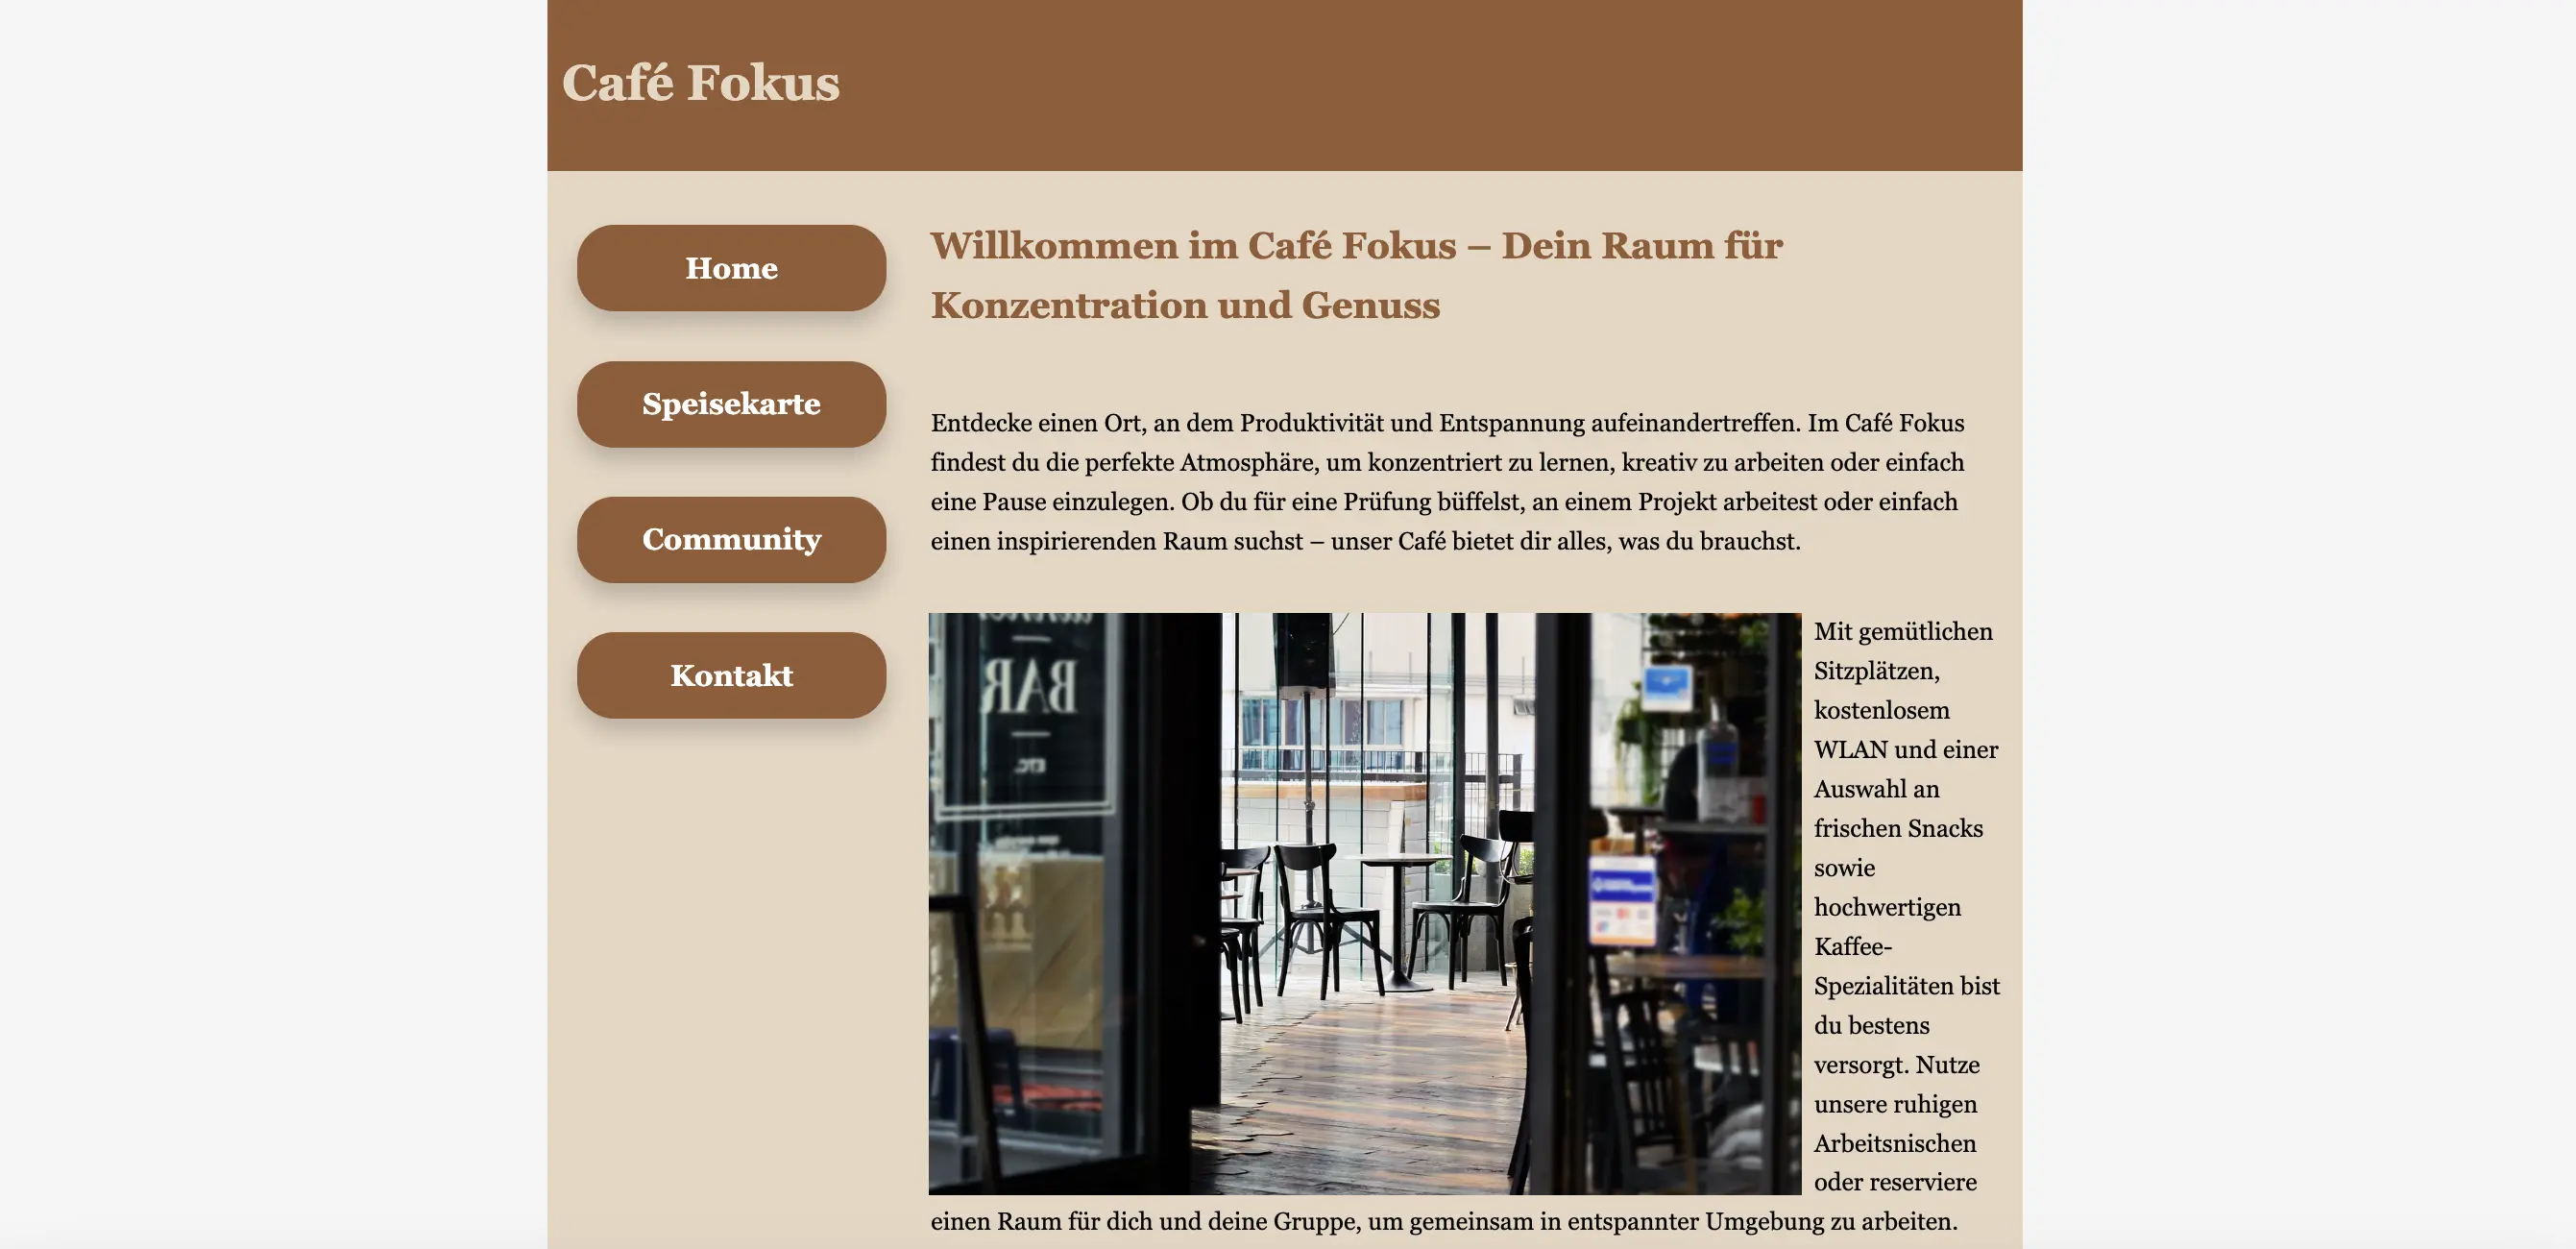 Café Fokus
Home
Speisekarte
Community
Kontakt
Willkommen im Café Fokus – Dein Raum für
Konzentration und Genuss
Entdecke einen Ort, an dem Produktivität und Entspannung aufeinandertreffen. Im Café Fokus
findest du die perfekte Atmosphäre, um konzentriert zu lernen, kreativ zu arbeiten oder einfach
eine Pause einzulegen. Ob du für eine Prüfung büffelst, an einem Projekt arbeitest oder einfach
einen inspirierenden Raum suchst – unser Café bietet dir alles, was du brauchst.
BAR
ETC.
Mit gemütlichen
Sitzplätzen,
kostenlosem
WLAN und einer
Auswahl an
frischen Snacks
sowie
hochwertigen
Kaffee-
Spezialitäten bist
du bestens
versorgt. Nutze
unsere ruhigen
Arbeitsnischen
oder reserviere
einen Raum für dich und deine Gruppe, um gemeinsam in entspannter Umgebung zu arbeiten.